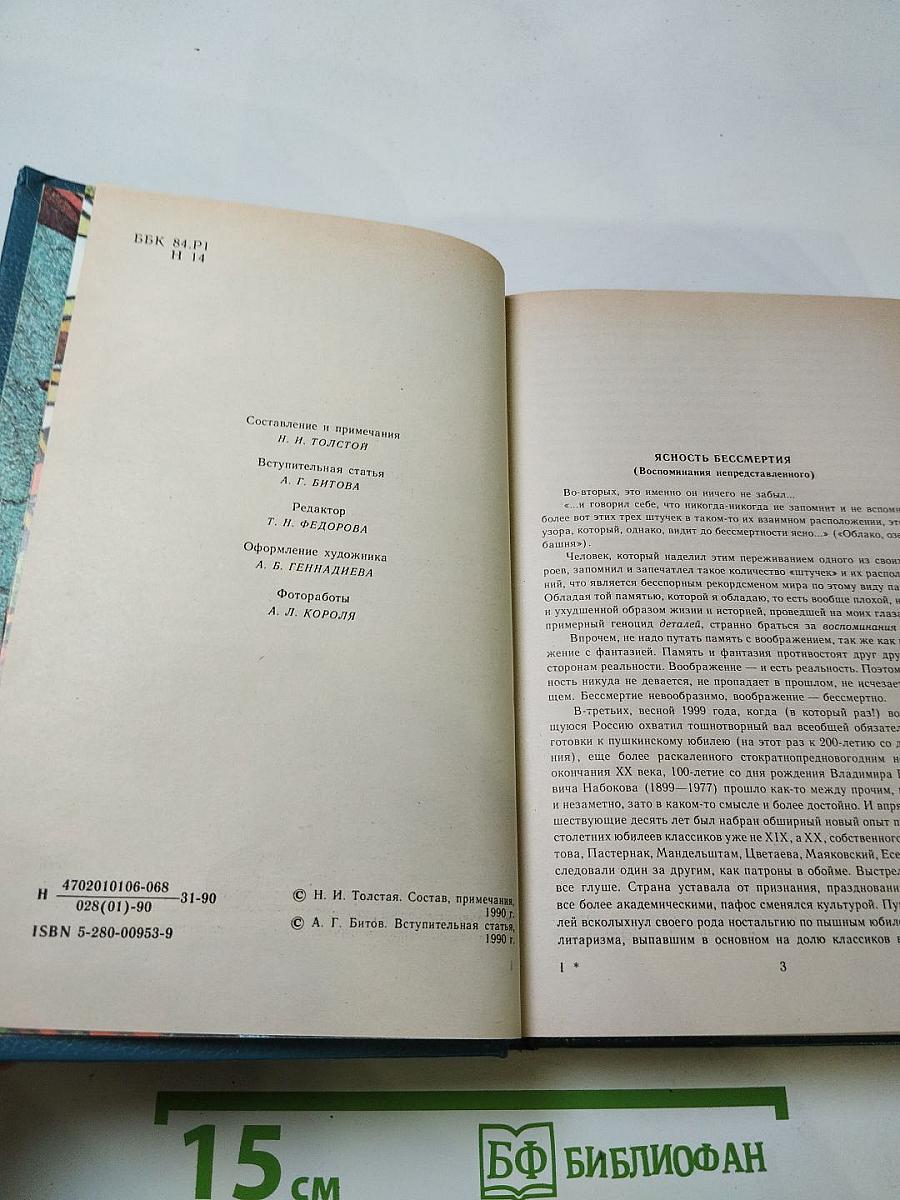 ББК 84.Р1
Н 14
Составление и примечания
Н. И. ТОЛСТОЙ
Вступительная статья
А. Г. БИТОВА
Редактор
Т. Н. ФЕДОРОВА
Оформление художника
А. Б. ГЕННАДИЕВА
Фотоработы
А. Л. КОРОЛЯ
Н 4702010106-068
028(01)-90
31-90
ISBN 5-280-00953-9
© Н. И. Толстая. Состав, примечания,
1990 г.
© А. Г. Битов. Вступительная статья,
1990 г.
ЯСНОСТЬ БЕССМЕРТИЯ
(Воспоминания непредставленного)
Во-вторых, это именно он ничего не забыл...
«...и говорил себе, что никогда-никогда не запомнит и не вспомн
более вот этих трех штучек в таком-то их взаимном расположении, эт
узора, который, однако, видит до бессмертности ясно...» («Облако, озе
башня»).
Человек, который наделил этим переживанием одного из своих
роев, запомнил и запечатлел такое количество «штучек» и их распол
ний, что является бесспорным рекордсменом мира по этому виду па
Обладая той памятью, которой я обладаю, то есть вообще плохой, н
и ухудшенной образом жизни и историей, проведшей на моих глаза
примерный геноцид деталей, странно браться за воспоминания
Впрочем, не надо путать память с воображением, так же как
жение с фантазией. Память и фантазия противостоят друг дру
сторонам реальности. Воображение — и есть реальность. Поэтом
ность никуда не девается, не пропадает в прошлом, не исчезае
щем. Бессмертие невообразимо, воображение — бессмертно.
В-третьих, весной 1999 года, когда (в который раз!) во
щуюся Россию охватил тошнотворный вал всеобщей обязател
готовки к пушкинскому юбилею (на этот раз к 200-летию со д
ния), еще более раскаленного стократнопредновогодним н
окончания XX века, 100-летие со дня рождения Владимира
вича Набокова (1899—1977) прошло как-то между прочим,
и незаметно, зато в каком-то смысле и более достойно. И впр
шествующие десять лет был набран обширный новый опыт п
столетних юбилеев классиков уже не XIX, а XX, собственног
това, Пастернак, Мандельштам, Цветаева, Маяковский, Есе
следовали один за другим, как патроны в обойме. Выстрел
все глуше. Страна уставала от признания, празднован
все более академическими, пафос сменялся культурой. Пу
лей всколыхнул своего рода ностальгию по пышным юбил
литаризма, выпавшим в основном на долю классиков
1 *
3
15 см
БФ БИБЛИОФАН